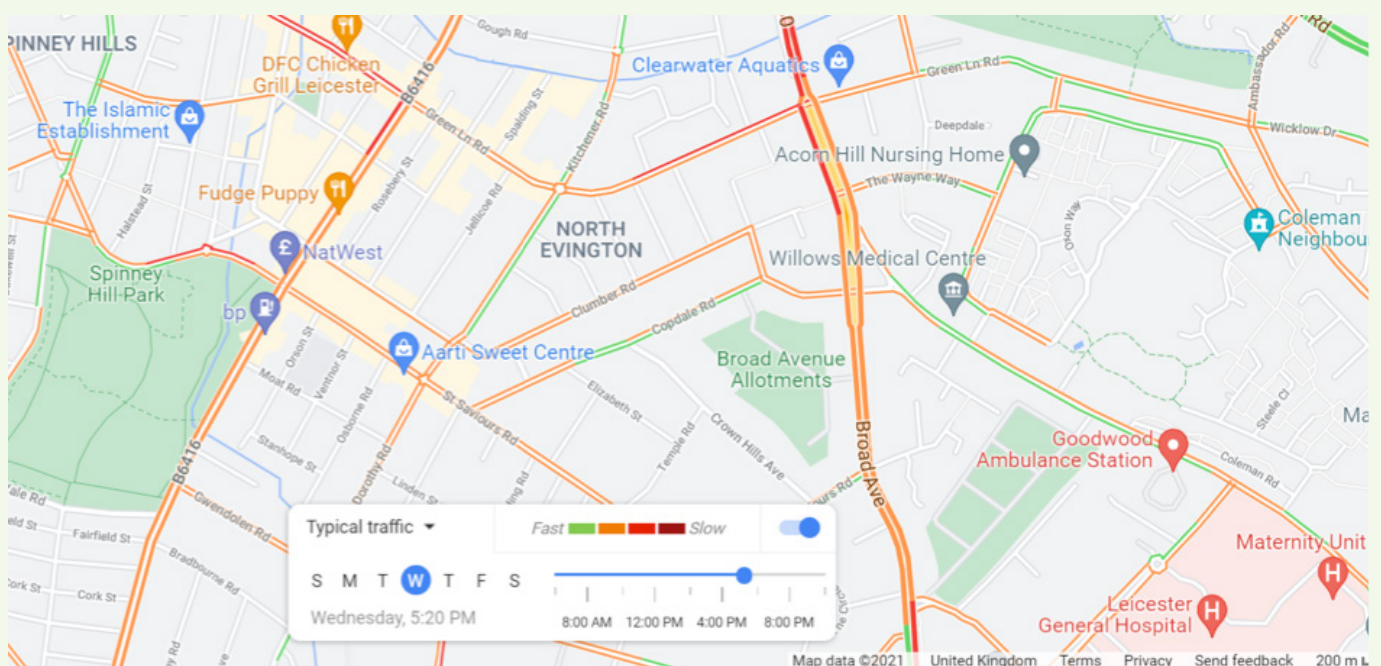 PINNEY HILLS
DFC Chicken
Grill Leicester
The Islamic
Establishment
B6416
Gough Rd
Spalding St
Green Ln Rd
Kitchener Rd
Clearwater Aquatics
Green Ln Rd
Ambassador Rd
Rd
Wicklow Dr
Deepdale
Acorn Hill Nursing Home
The Wayne Way
Halstead St
Fudge Puppy
Rosebery St
Jellicoe Rd
NORTH
EVINGTON
Coleman
Neighbou
NatWest
Willows Medical Centre
Spinney
Hill Park
bp
Clumber Rd
Copdale Rd
Orson St
Ventnor St
Aarti Sweet Centre
Broad Avenue
Allotments
Moat Rd
Osborne Rd
St Saviours Rd
Elizabeth St
Crown Hills Ave
Temple Rd
Steele Ct
Ma
Stanhope St
B6416
Dorothy Rd
Linden St
Broad Ave
Goodwood
Ambulance Station
Coleman Rd
Gwendolen Rd
Fairfield St
Bradbourne Rd
Cork St
Cork St
Maternity Unit
Leicester
General Hospital
Typical traffic
Fast
Slow
S M T W T F S
Wednesday, 5:20 PM
8:00 AM 12:00 PM 4:00 PM 8:00 PM
Map data ©2021 United Kingdom Terms Privacy Send feedback 200 m